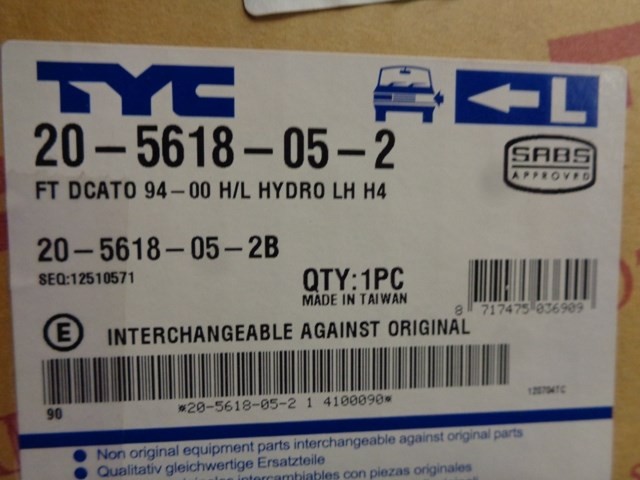 TYC
L
20-5618-05-2
SABS
APPROVED
FT DCATO 94-00 H/L HYDRO LH H4
20-5618-05-2B
SEQ:12510571
QTY:1PC
MADE IN TAIWAN
8 717475 036909
E INTERCHANGEABLE AGAINST ORIGINAL
90
*20-5618-05-2 1 4100090*
● Non original equipment parts interchangeable against original parts
● Qualitativ gleichwertige Ersatzteile
intercambiables con piezas originales